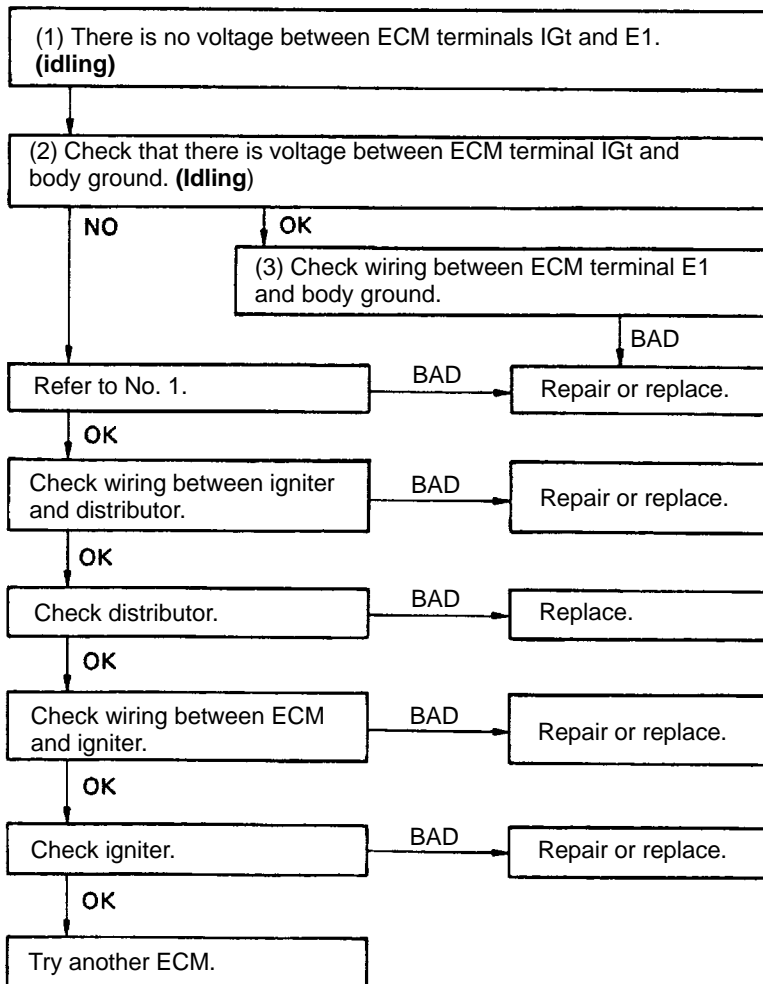 (1) There is no voltage between ECM terminals IGt and E1.
(idling)
(2) Check that there is voltage between ECM terminal IGt and
body ground. (Idling)
NO
OK
(3) Check wiring between ECM terminal E1
and body ground.
BAD
Refer to No. 1.
BAD
Repair or replace.
OK
Check wiring between igniter
and distributor.
BAD
Repair or replace.
OK
Check distributor.
BAD
Replace.
OK
Check wiring between ECM
and igniter.
BAD
Repair or replace.
OK
Check igniter.
BAD
Repair or replace.
OK
Try another ECM.